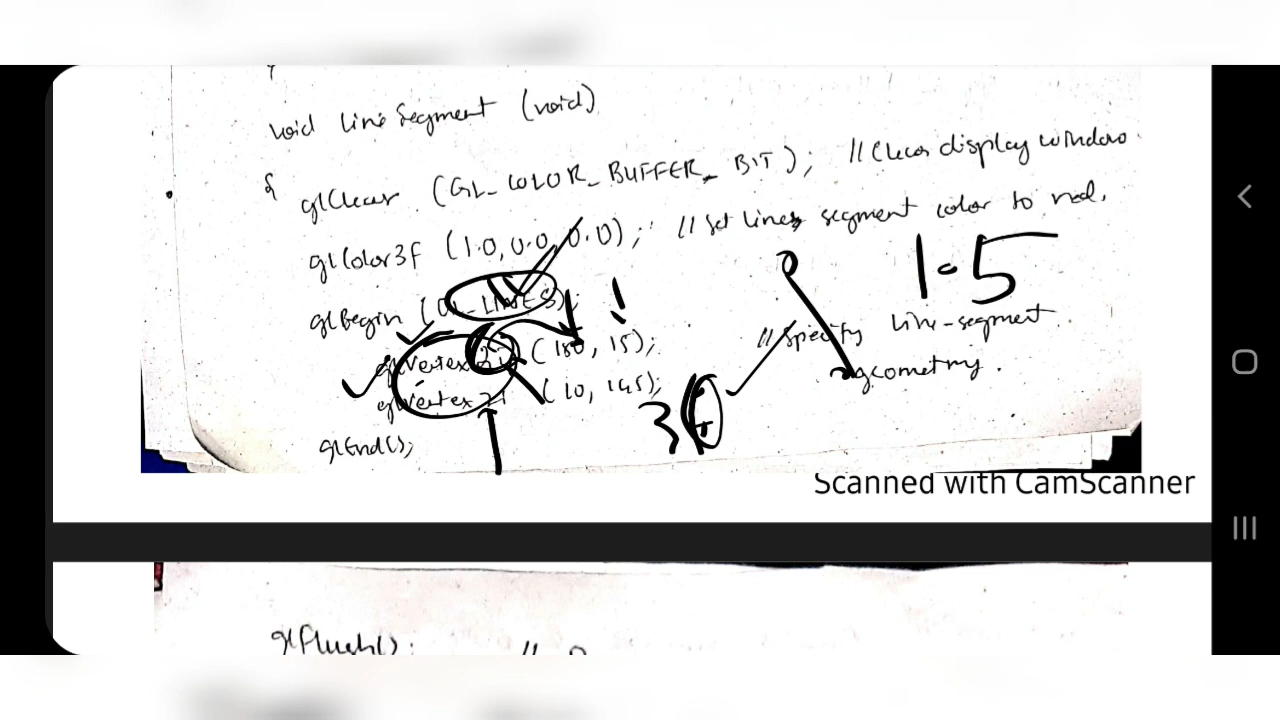 void lineSegment (void)
{ glClear (GL_COLOR_BUFFER_BIT); // Clear display window.
glColor3f (1.0, 0.0, 0.0); // Set line segment color to red.
1.5
glBegin (GL_LINES); !
// Specify line-segment
glVertex2i (180, 15);
geometry.
glVertex2i (10, 145); 3
glEnd();
Scanned with CamScanner
glFlush(); //